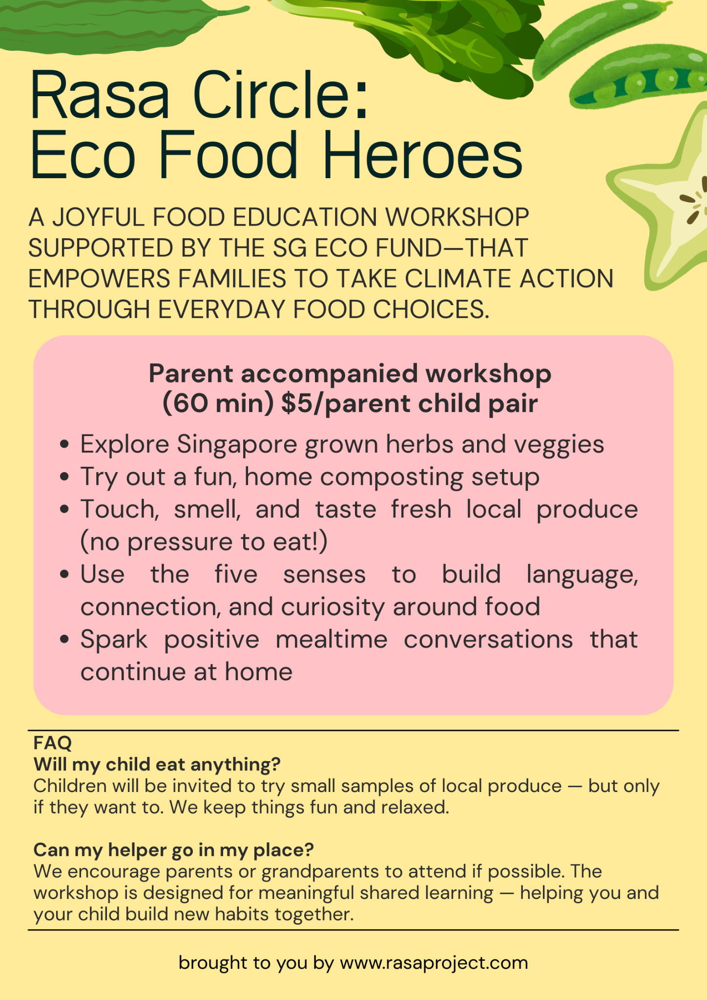 Rasa Circle:
Eco Food Heroes
A JOYFUL FOOD EDUCATION WORKSHOP
SUPPORTED BY THE SG ECO FUND—THAT
EMPOWERS FAMILIES TO TAKE CLIMATE ACTION
THROUGH EVERYDAY FOOD CHOICES.
Parent accompanied workshop
(60 min) $5/parent child pair
• Explore Singapore grown herbs and veggies
• Try out a fun, home composting setup
• Touch, smell, and taste fresh local produce
(no pressure to eat!)
• Use the five senses to build language,
connection, and curiosity around food
• Spark positive mealtime conversations that
continue at home
FAQ
Will my child eat anything?
Children will be invited to try small samples of local produce — but only
if they want to. We keep things fun and relaxed.
Can my helper go in my place?
We encourage parents or grandparents to attend if possible. The
workshop is designed for meaningful shared learning — helping you and
your child build new habits together.
brought to you by www.rasaproject.com